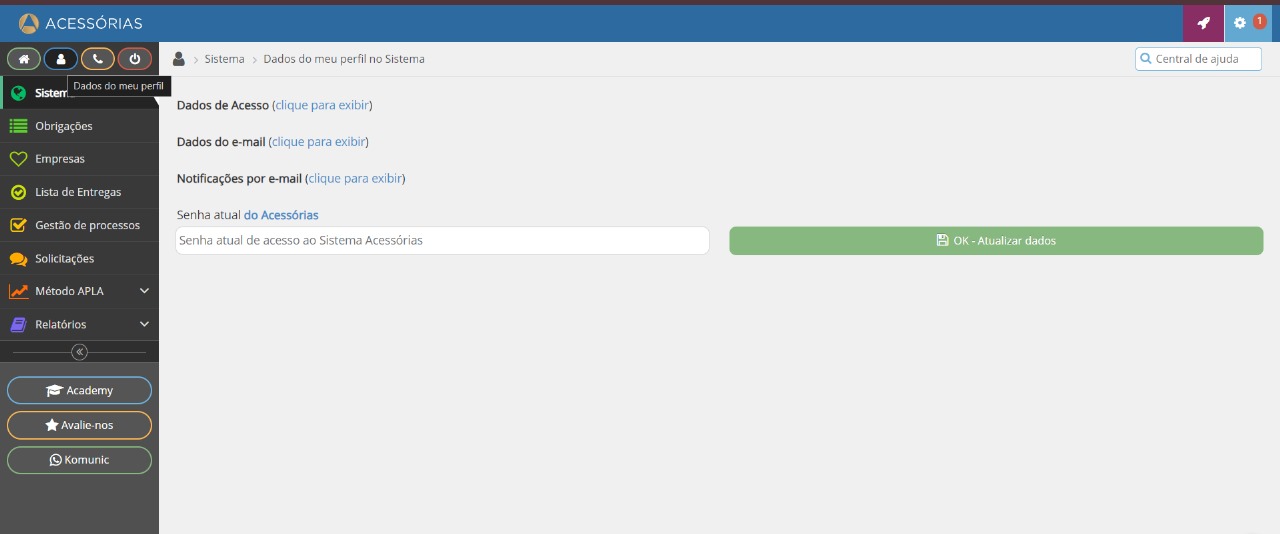 ACESSÓRIAS
1
Sistema
Dados do meu perfil no Sistema
Central de ajuda
Dados do meu perfil
Sistem
Obrigações
Empresas
Lista de Entregas
Gestão de processos
Solicitações
Método APLA
Relatórios
Academy
Avalie-nos
Komunic
Dados de Acesso (clique para exibir)
Dados do e-mail (clique para exibir)
Notificações por e-mail (clique para exibir)
Senha atual do Acessórias
Senha atual de acesso ao Sistema Acessórias
OK - Atualizar dados